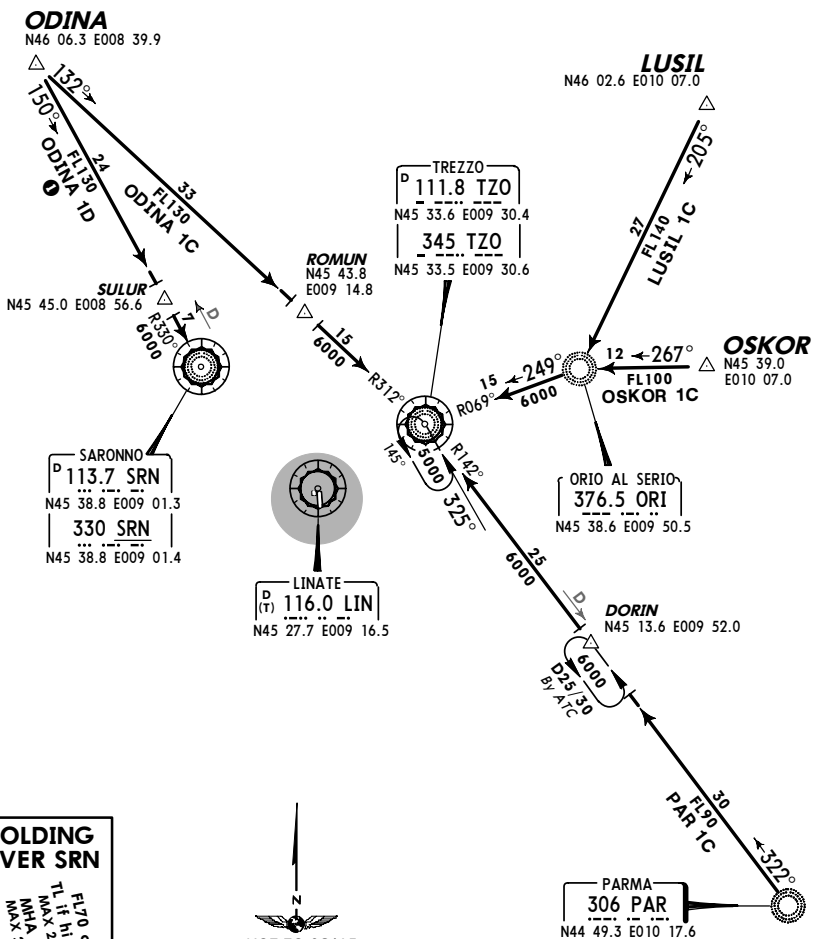 ODINA
N46 06.3 E008 39.9
132°
150°
24
FL130
ODINA 1D
33
FL130
ODINA 1C
LUSIL
N46 02.6 E010 07.0
205°
27
FL140
LUSIL 1C
TREZZO
D 111.8 TZO
N45 33.6 E009 30.4
345 TZO
N45 33.5 E009 30.6
ROMUN
N45 43.8
E009 14.8
SULUR
N45 45.0 E008 56.6
7
R330°
6000
D
15
6000
R312°
OSKOR
N45 39.0
E010 07.0
12 267°
FL100
OSKOR 1C
15 249°
R069° 6000
SARONNO
D 113.7 SRN
N45 38.8 E009 01.3
330 SRN
N45 38.8 E009 01.4
145°
5000
R142°
325°
ORIO AL SERIO
376.5 ORI
N45 38.6 E009 50.5
LINATE
D
(T) 116.0 LIN
N45 27.7 E009 16.5
25
6000
D
DORIN
N45 13.6 E009 52.0
6000
D25/30
By ATC
30
FL90
PAR 1C
322°
OLDING
VER SRN
FL70
TL if hi
MAX 2
MHA
MAX
N
PARMA
306 PAR
N44 49.3 E010 17.6